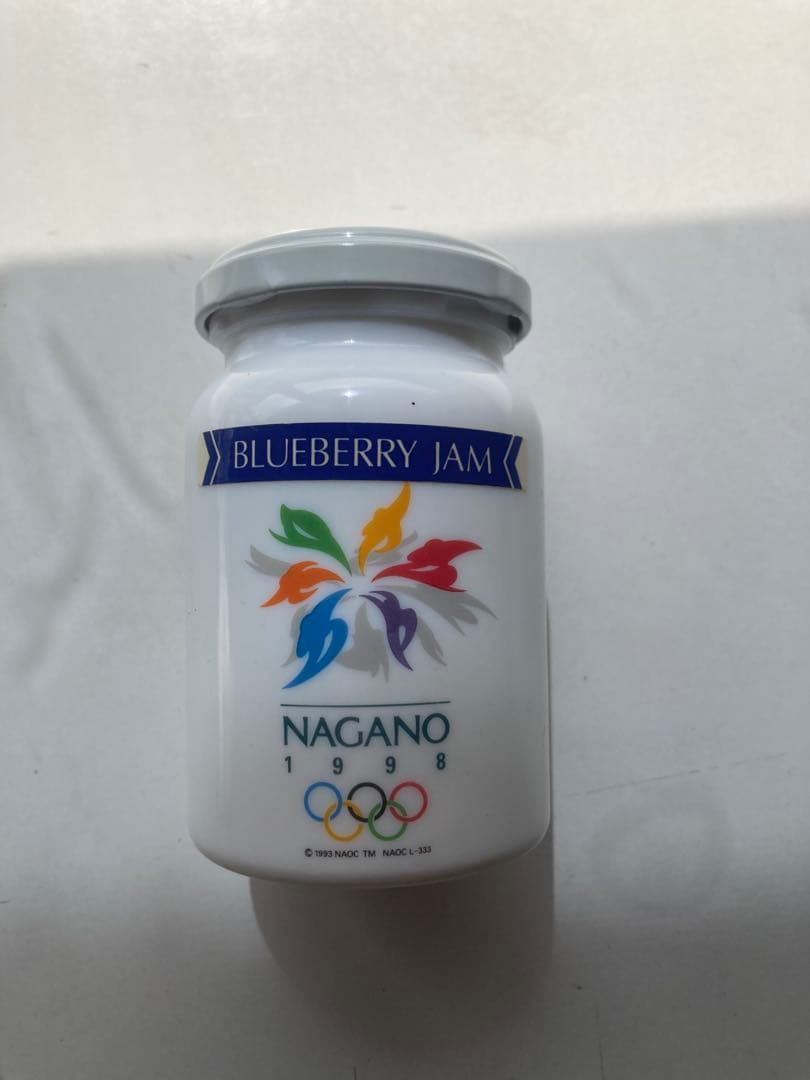 BLUEBERRY JAM
NAGANO
1998
© 1993 NAOC TM NAOC L-333